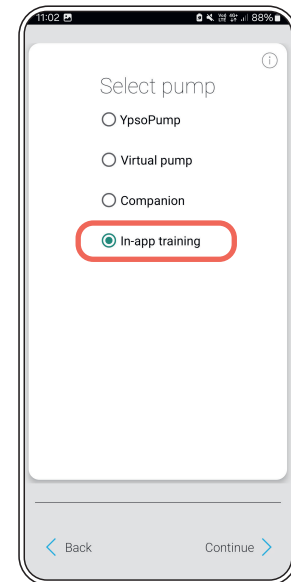 11:02 88%
Select pump
YpsoPump
Virtual pump
Companion
In-app training
Back Continue